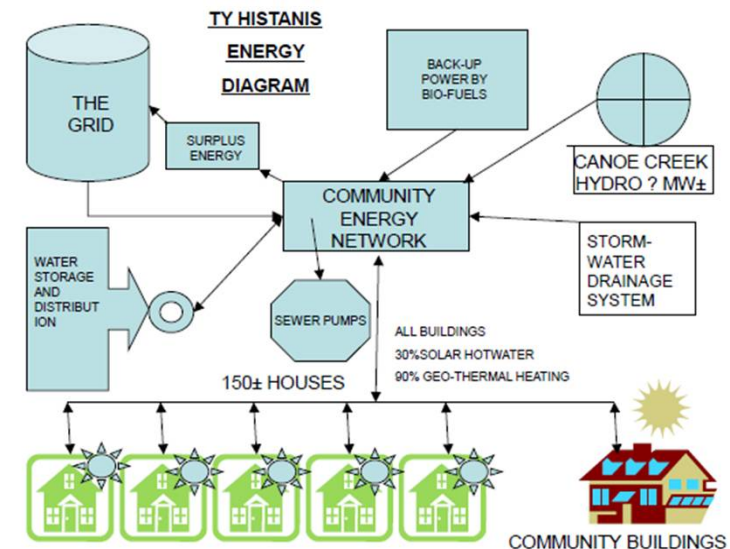 TY HISTANIS
ENERGY
DIAGRAM
THE
GRID
SURPLUS
ENERGY
BACK-UP
POWER BY
BIO-FUELS
CANOE CREEK
HYDRO ? MW±
COMMUNITY
ENERGY
NETWORK
STORM-
WATER
DRAINAGE
SYSTEM
WATER
STORAGE
AND
DISTRIBUT
ION
SEWER PUMPS
ALL BUILDINGS
30%SOLAR HOTWATER
90% GEO-THERMAL HEATING
150± HOUSES
COMMUNITY BUILDINGS